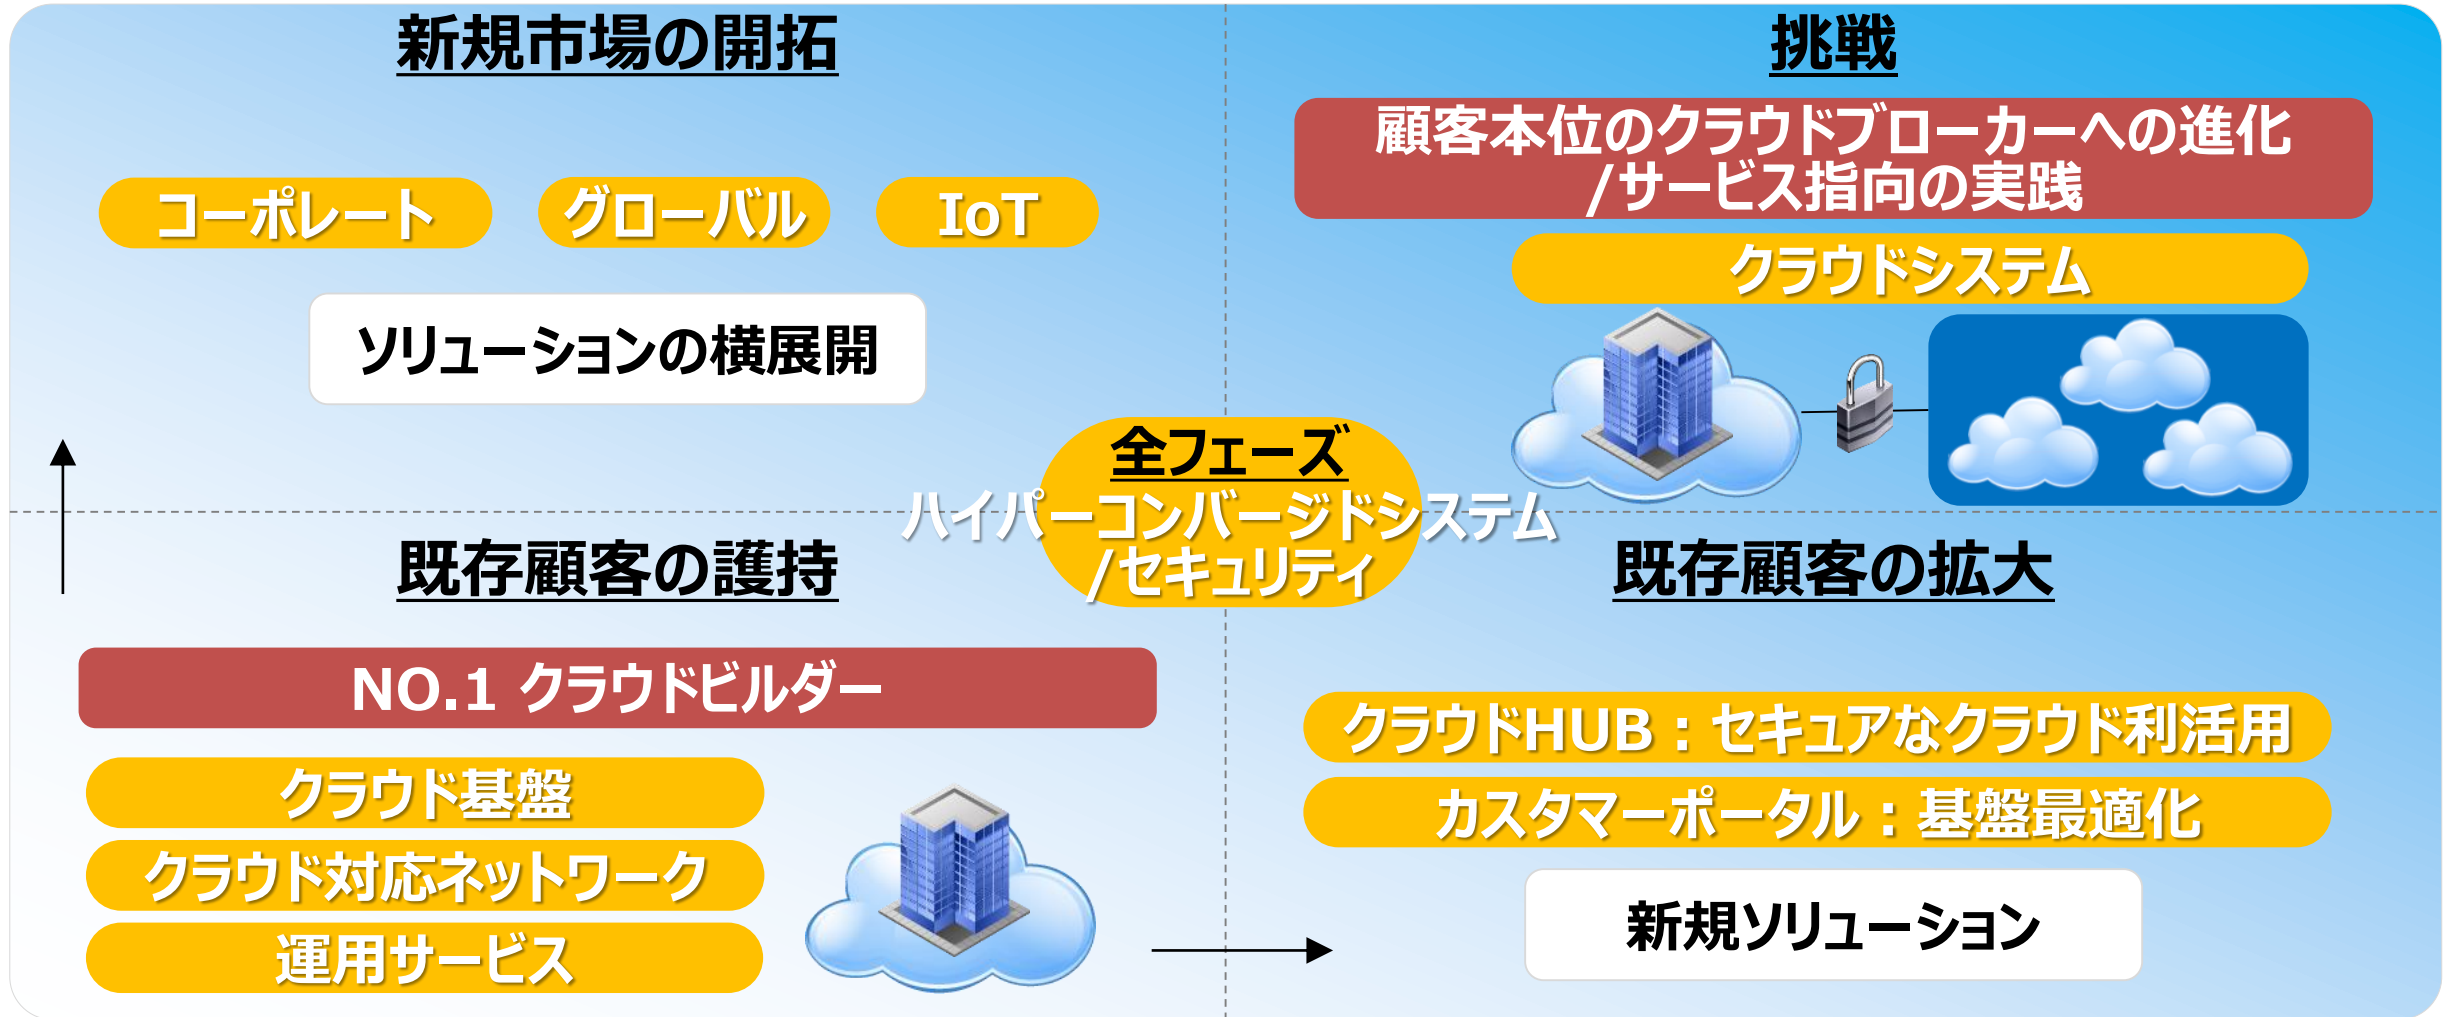 新規市場の開拓
コーポレート
グローバル
IoT
ソリューションの横展開
挑戦
顧客本位のクラウドブローカーへの進化
/サービス指向の実践
クラウドシステム
全フェーズ
ハイパーコンバージドシステム
/セキュリティ
既存顧客の護持
NO.1 クラウドビルダー
クラウド基盤
クラウド対応ネットワーク
運用サービス
既存顧客の拡大
クラウドHUB：セキュアなクラウド利活用
カスタマーポータル：基盤最適化
新規ソリューション